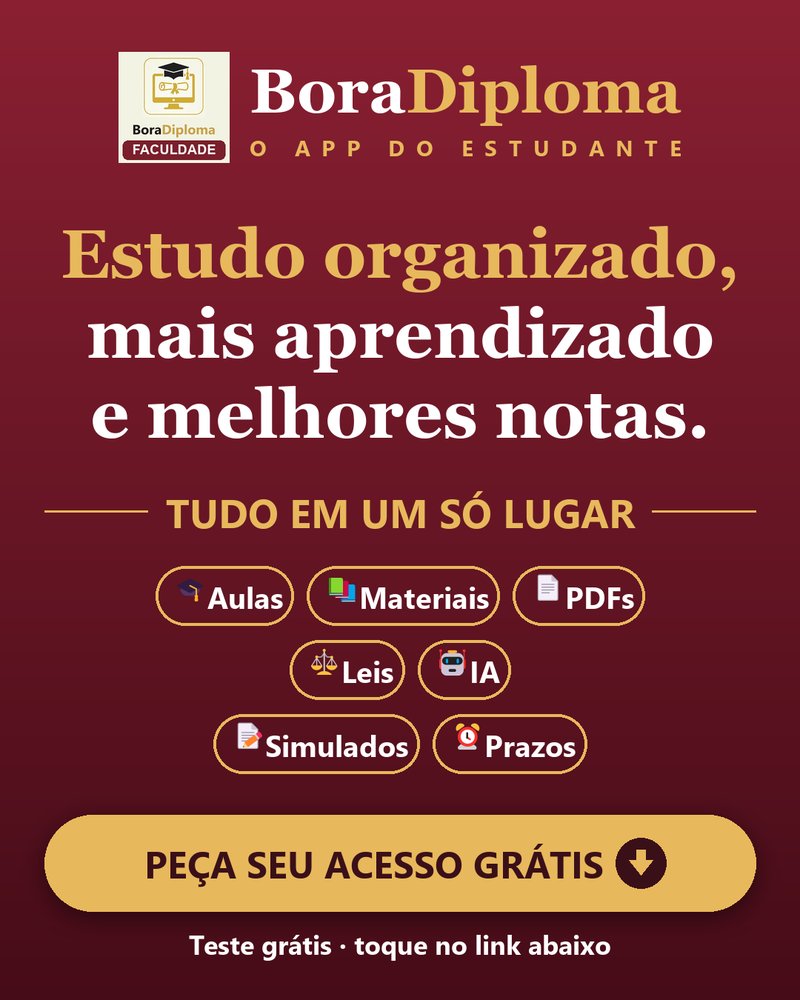 BoraDiploma
FACULDADE
BoraDiploma
O APP DO ESTUDANTE
Estudo organizado,
mais aprendizado
e melhores notas.
TUDO EM UM SÓ LUGAR
Aulas Materiais PDFs
Leis IA
Simulados Prazos
PEÇA SEU ACESSO GRÁTIS
Teste grátis · toque no link abaixo